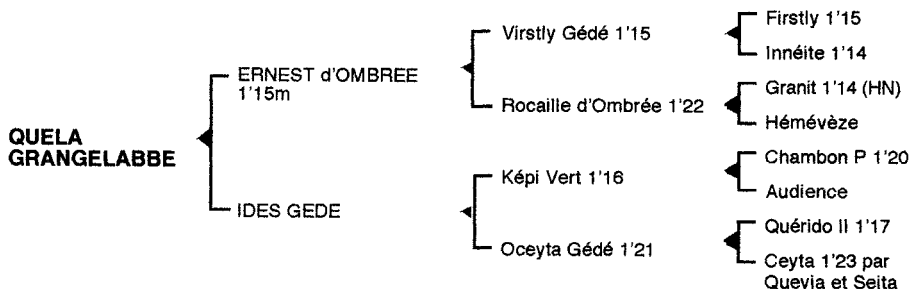 QUELA
GRANGELABBE
ERNEST d'OMBREE
1'15m
IDES GEDE
Virstly Gédé 1'15
Rocaille d'Ombrée 1'22
Képi Vert 1'16
Oceyta Gédé 1'21
Firstly 1'15
Innéite 1'14
Granit 1'14 (HN)
Hémévèze
Chambon P 1'20
Audience
Quérido II 1'17
Ceyta 1'23 par
Quevia et Seita